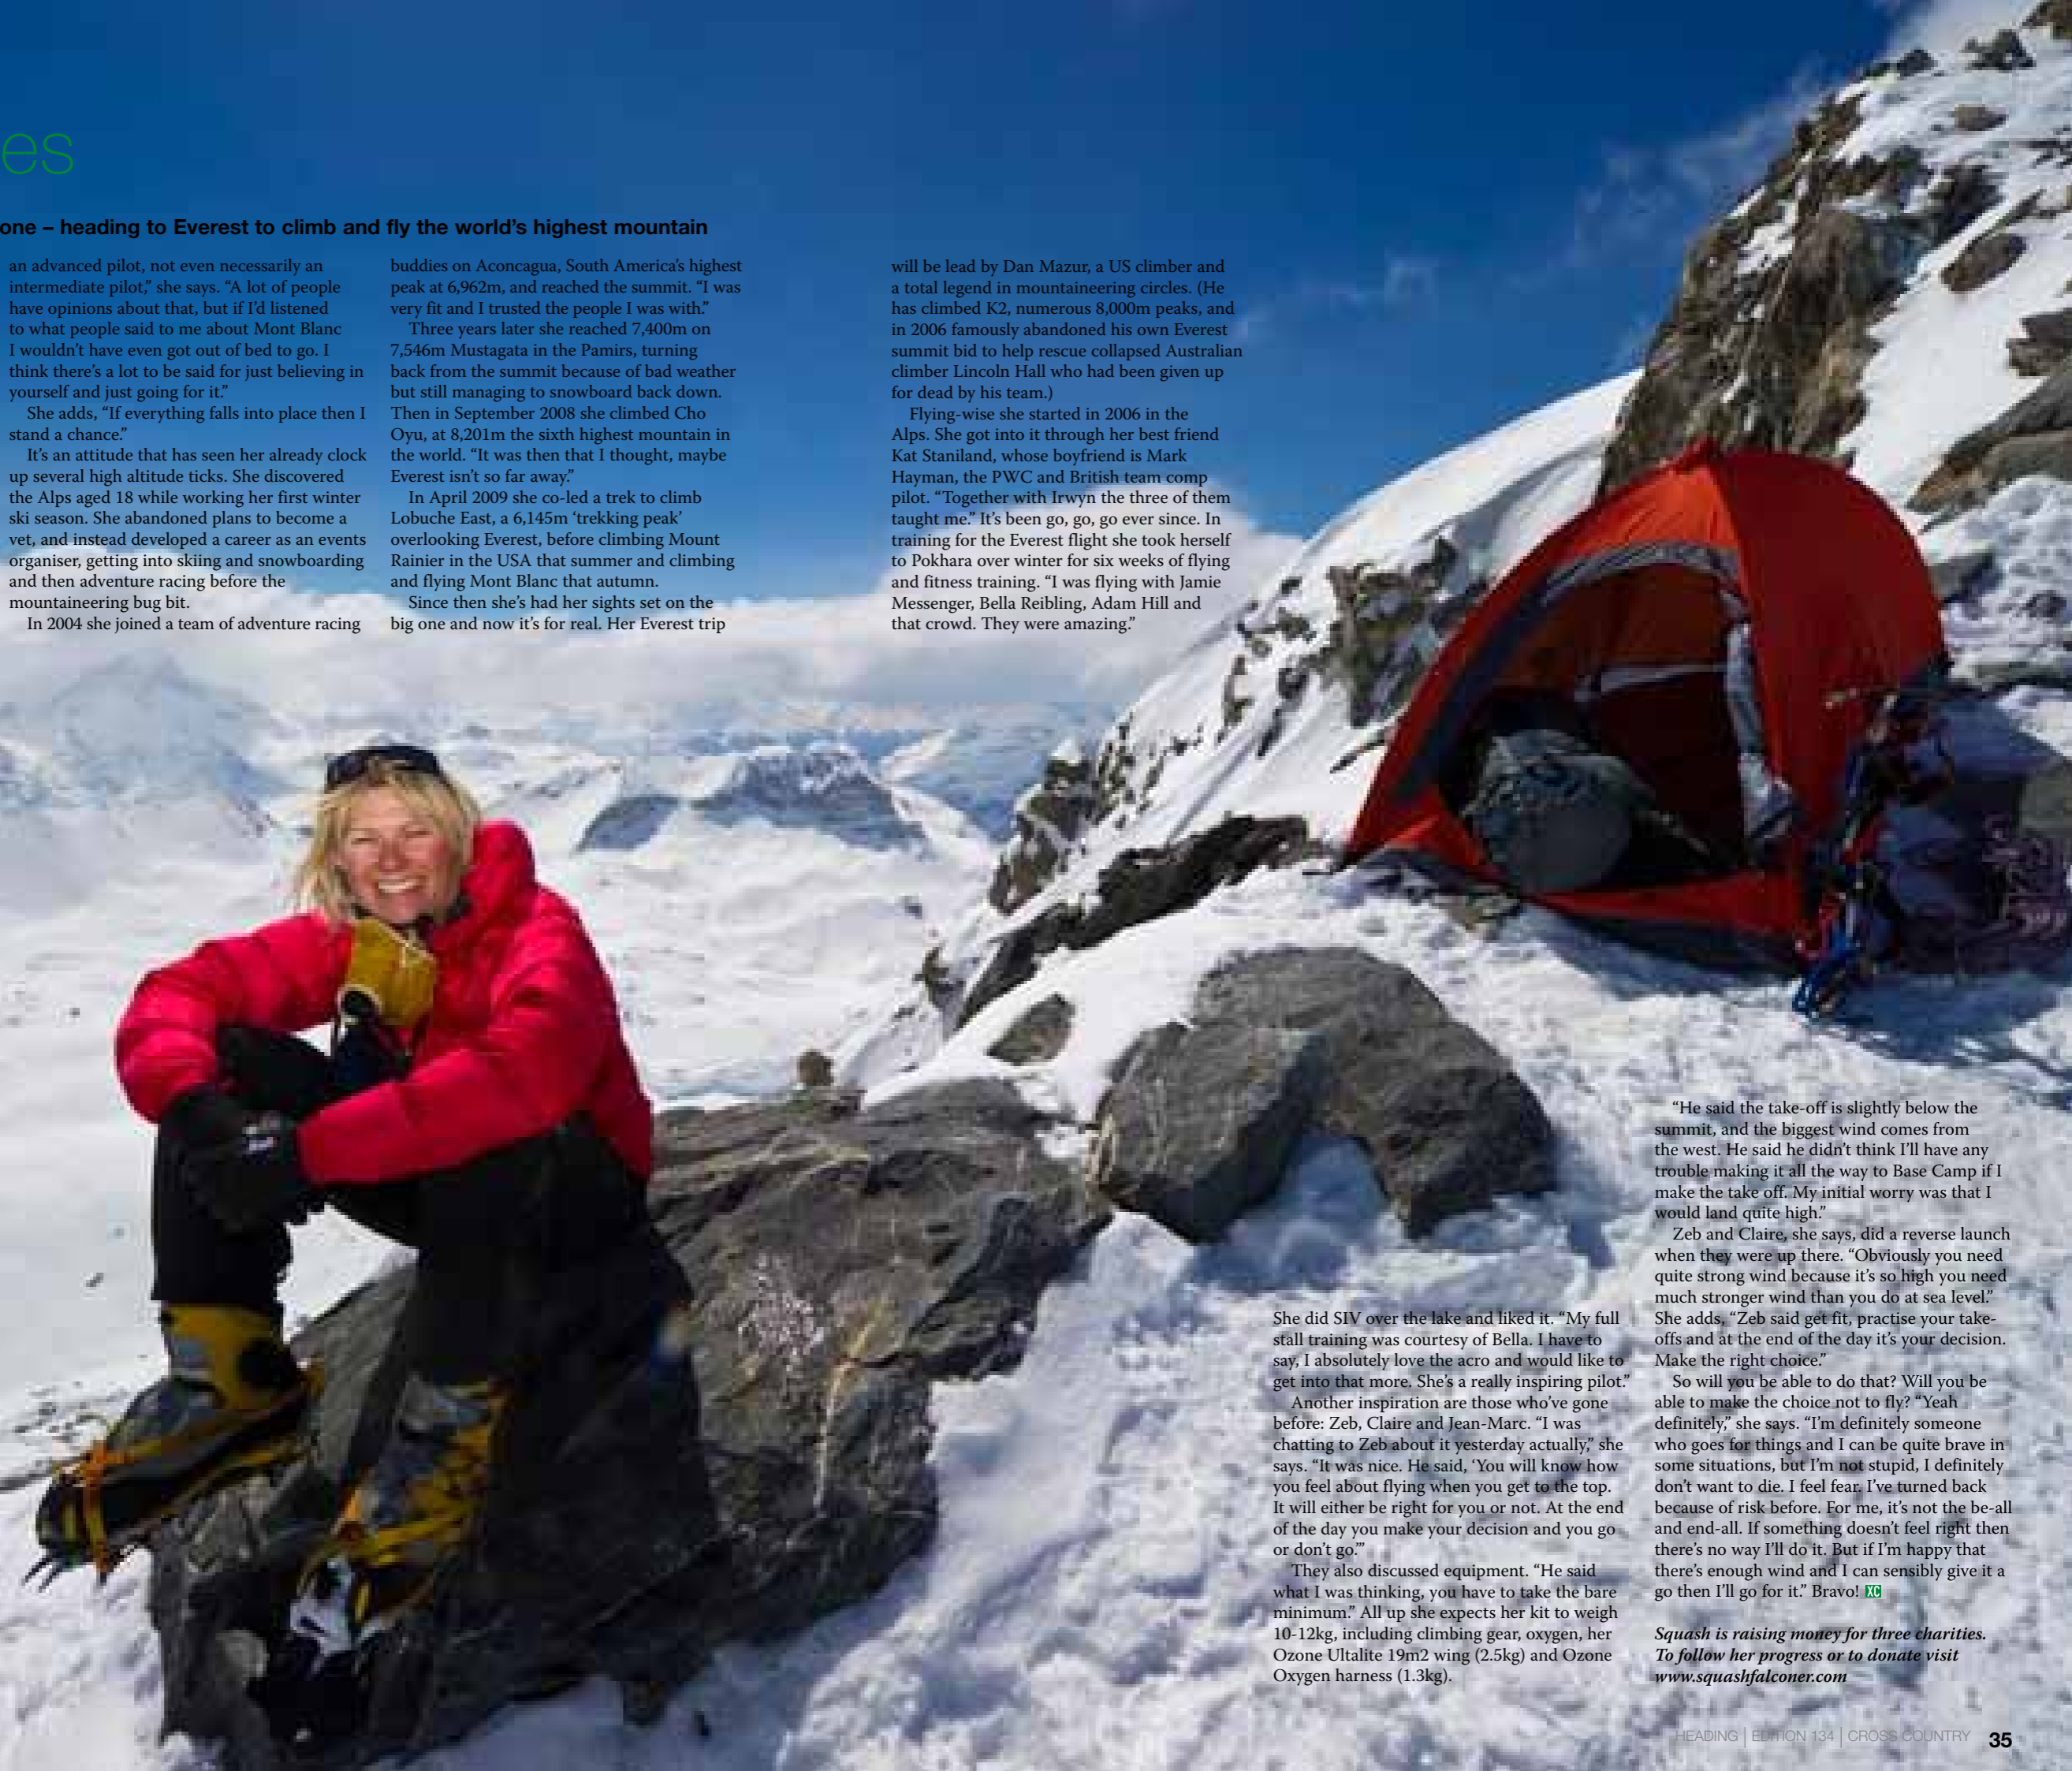 es
one – heading to Everest to climb and fly the world's highest mountain
an advanced pilot, not even necessarily an
intermediate pilot,” she says. “A lot of people
have opinions about that, but if I’d listened
to what people said to me about Mont Blanc
I wouldn’t have even got out of bed to go. I
think there’s a lot to be said for just believing in
yourself and just going for it.”
She adds, “If everything falls into place then I
stand a chance.”
It’s an attitude that has seen her already clock
up several high altitude ticks. She discovered
the Alps aged 18 while working her first winter
ski season. She abandoned plans to become a
vet, and instead developed a career as an events
organiser, getting into skiing and snowboarding
and then adventure racing before the
mountaineering bug bit.
In 2004 she joined a team of adventure racing
buddies on Aconcagua, South America’s highest
peak at 6,962m, and reached the summit. “I was
very fit and I trusted the people I was with.”
Three years later she reached 7,400m on
7,546m Mustagata in the Pamirs, turning
back from the summit because of bad weather
but still managing to snowboard back down.
Then in September 2008 she climbed Cho
Oyu, at 8,201m the sixth highest mountain in
the world. “It was then that I thought, maybe
Everest isn’t so far away.”
In April 2009 she co-led a trek to climb
Lobuche East, a 6,145m ‘trekking peak’
overlooking Everest, before climbing Mount
Rainier in the USA that summer and climbing
and flying Mont Blanc that autumn.
Since then she’s had her sights set on the
big one and now it’s for real. Her Everest trip
will be lead by Dan Mazur, a US climber and
a total legend in mountaineering circles. (He
has climbed K2, numerous 8,000m peaks, and
in 2006 famously abandoned his own Everest
summit bid to help rescue collapsed Australian
climber Lincoln Hall who had been given up
for dead by his team.)
Flying-wise she started in 2006 in the
Alps. She got into it through her best friend
Kat Staniland, whose boyfriend is Mark
Hayman, the PWC and British team comp
pilot. “Together with Irwyn the three of them
taught me.” It’s been go, go, go ever since. In
training for the Everest flight she took herself
to Pokhara over winter for six weeks of flying
and fitness training. “I was flying with Jamie
Messenger, Bella Reibling, Adam Hill and
that crowd. They were amazing.”
She did SIV over the lake and liked it. “My full
stall training was courtesy of Bella. I have to
say, I absolutely love the acro and would like to
get into that more. She’s a really inspiring pilot.”
Another inspiration are those who’ve gone
before: Zeb, Claire and Jean-Marc. “I was
chatting to Zeb about it yesterday actually,” she
says. “It was nice. He said, ‘You will know how
you feel about flying when you get to the top.
It will either be right for you or not. At the end
of the day you make your decision and you go
or don’t go.’”
They also discussed equipment. “He said
what I was thinking, you have to take the bare
minimum.” All up she expects her kit to weigh
10-12kg, including climbing gear, oxygen, her
Ozone Ultalite 19m2 wing (2.5kg) and Ozone
Oxygen harness (1.3kg).
“He said the take-off is slightly below the
summit, and the biggest wind comes from
the west. He said he didn’t think I’ll have any
trouble making it all the way to Base Camp if I
make the take off. My initial worry was that I
would land quite high.”
Zeb and Claire, she says, did a reverse launch
when they were up there. “Obviously you need
quite strong wind because it’s so high you need
much stronger wind than you do at sea level.”
She adds, “Zeb said get fit, practise your take-
offs and at the end of the day it’s your decision.
Make the right choice.”
So will you be able to do that? Will you be
able to make the choice not to fly? “Yeah
definitely,” she says. “I’m definitely someone
who goes for things and I can be quite brave in
some situations, but I’m not stupid, I definitely
don’t want to die. I feel fear. I’ve turned back
because of risk before. For me, it’s not the be-all
and end-all. If something doesn’t feel right then
there’s no way I’ll do it. But if I’m happy that
there’s enough wind and I can sensibly give it a
go then I’ll go for it.” Bravo! XC
Squash is raising money for three charities.
To follow her progress or to donate visit
www.squashfalconer.com
HEADING | EDITION 134 | CROSS COUNTRY 35